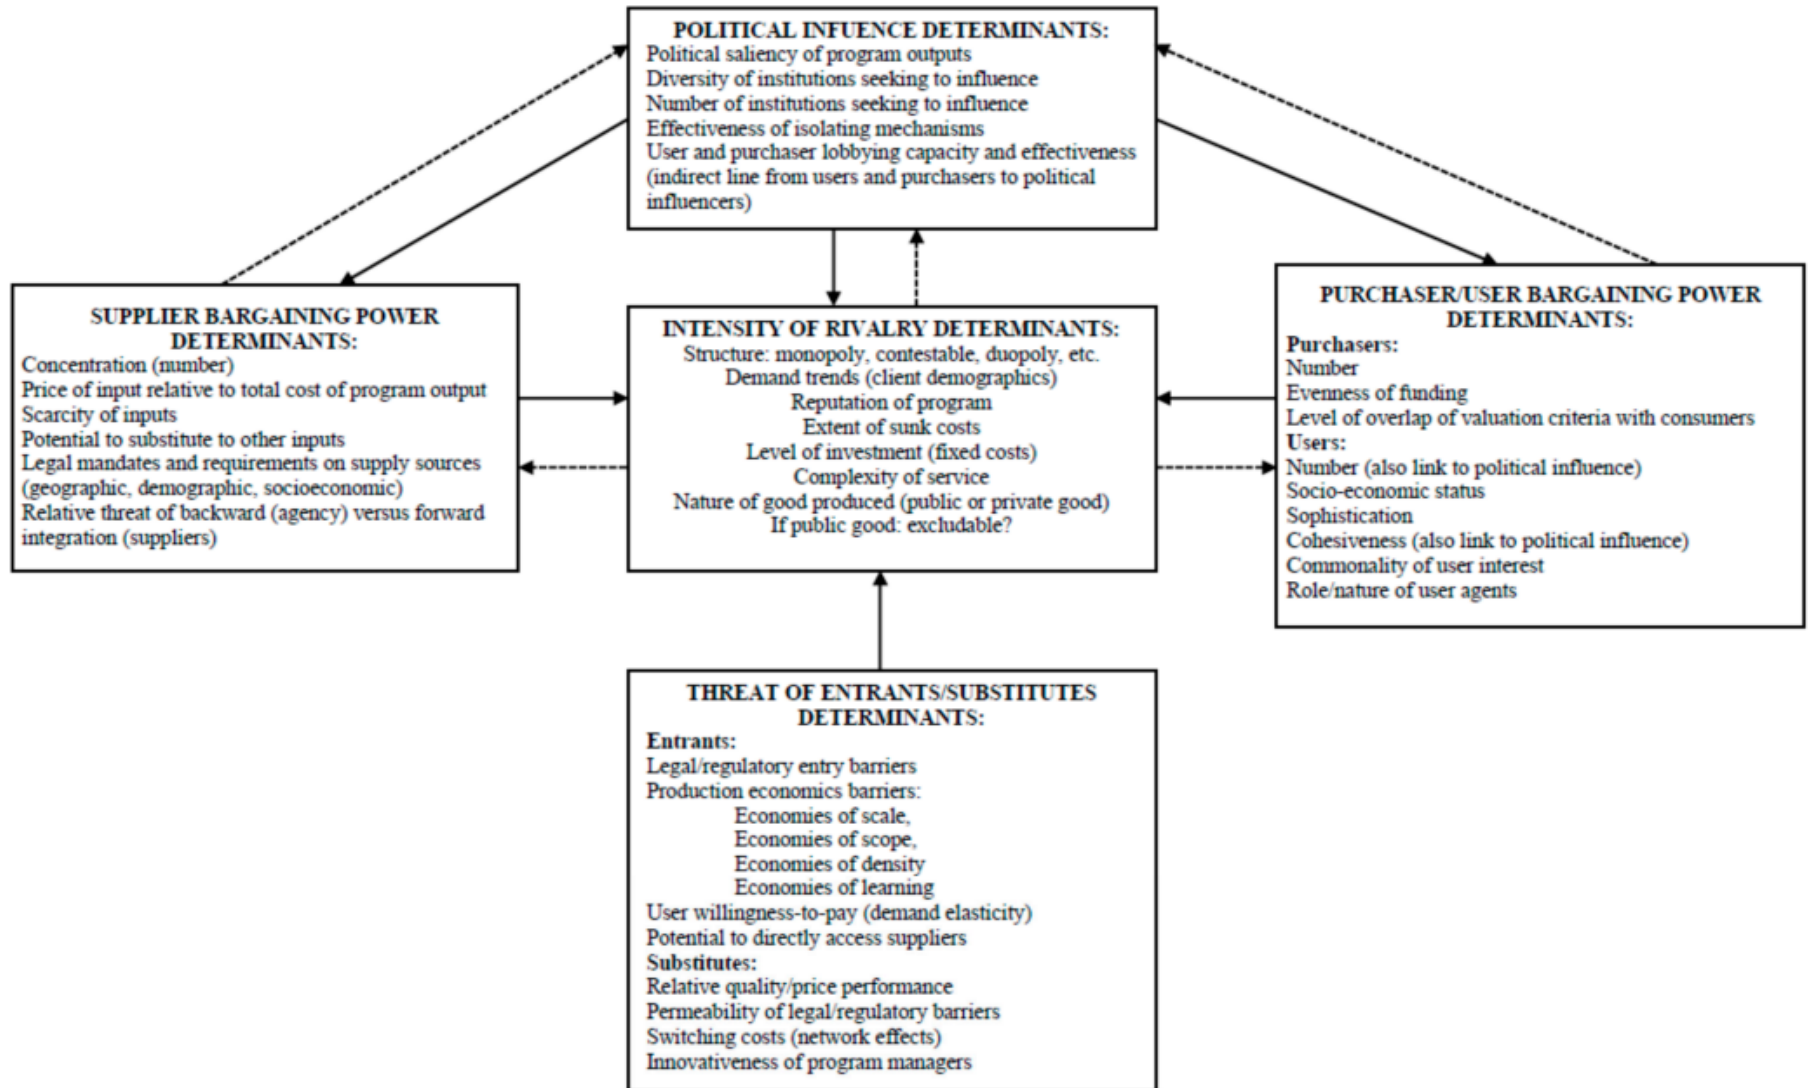 POLITICAL INFUENCE DETERMINANTS:
Political saliency of program outputs
Diversity of institutions seeking to influence
Number of institutions seeking to influence
Effectiveness of isolating mechanisms
User and purchaser lobbying capacity and effectiveness
(indirect line from users and purchasers to political
influencers)
SUPPLIER BARGAINING POWER
DETERMINANTS:
Concentration (number)
Price of input relative to total cost of program output
Scarcity of inputs
Potential to substitute to other inputs
Legal mandates and requirements on supply sources
(geographic, demographic, socioeconomic)
Relative threat of backward (agency) versus forward
integration (suppliers)
INTENSITY OF RIVALRY DETERMINANTS:
Structure: monopoly, contestable, duopoly, etc.
Demand trends (client demographics)
Reputation of program
Extent of sunk costs
Level of investment (fixed costs)
Complexity of service
Nature of good produced (public or private good)
If public good: excludable?
PURCHASER/USER BARGAINING POWER
DETERMINANTS:
Purchasers:
Number
Evenness of funding
Level of overlap of valuation criteria with consumers
Users:
Number (also link to political influence)
Socio-economic status
Sophistication
Cohesiveness (also link to political influence)
Commonality of user interest
Role/nature of user agents
THREAT OF ENTRANTS/SUBSTITUTES
DETERMINANTS:
Entrants:
Legal/regulatory entry barriers
Production economics barriers:
Economies of scale,
Economies of scope,
Economies of density
Economies of learning
User willingness-to-pay (demand elasticity)
Potential to directly access suppliers
Substitutes:
Relative quality/price performance
Permeability of legal/regulatory barriers
Switching costs (network effects)
Innovativeness of program managers